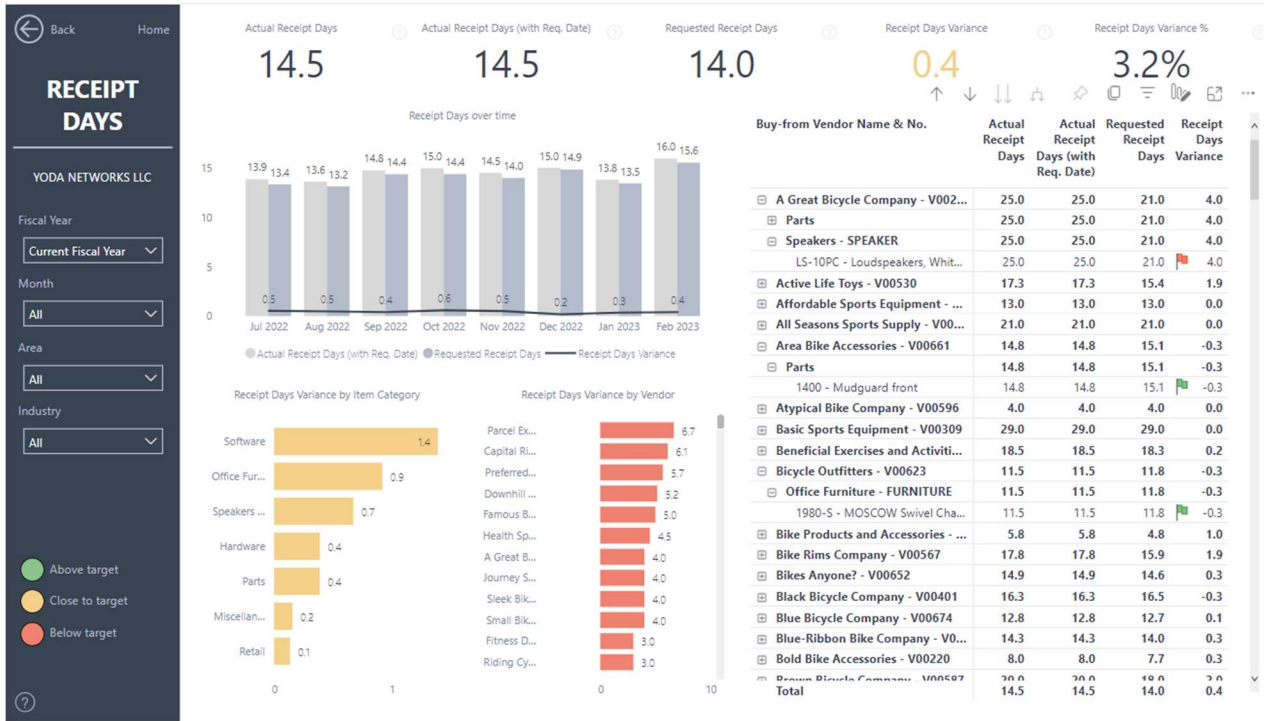 Back
Home
RECEIPT
DAYS
YODA NETWORKS LLC
Fiscal Year
Current Fiscal Year
Month
All
Area
All
Industry
All
Above target
Close to target
Below target
Actual Receipt Days
14.5
Actual Receipt Days (with Req. Date)
14.5
Requested Receipt Days
14.0
Receipt Days Variance
0.4
Receipt Days Variance %
3.2%
Receipt Days over time
15
10
5
0
13.9 13.4
13.6 13.2
14.8 14.4
15.0 14.4
14.5 14.0
15.0 14.9
13.8 13.5
16.0 15.6
0.5 0.5 0.4 0.6 0.5 0.2 0.3 0.4
Jul 2022 Aug 2022 Sep 2022 Oct 2022 Nov 2022 Dec 2022 Jan 2023 Feb 2023
Actual Receipt Days (with Req. Date) Requested Receipt Days Receipt Days Variance
Receipt Days Variance by Item Category
Software 1.4
Office Fur... 0.9
Speakers ... 0.7
Hardware 0.4
Parts 0.4
Miscellan... 0.2
Retail 0.1
0 1
Receipt Days Variance by Vendor
Parcel Ex... 6.7
Capital Ri... 6.1
Preferred... 5.7
Downhill ... 5.2
Famous B... 5.0
Health Sp... 4.5
A Great B... 4.0
Journey S... 4.0
Sleek Bik... 4.0
Small Bik... 4.0
Fitness D... 3.0
Riding Cy... 3.0
0 10
Buy-from Vendor Name & No. Actual Receipt Days Actual Receipt Days (with Req. Date) Requested Receipt Days Receipt Days Variance
A Great Bicycle Company - V002... 25.0 25.0 21.0 4.0
Parts 25.0 25.0 21.0 4.0
Speakers - SPEAKER 25.0 25.0 21.0 4.0
LS-10PC - Loudspeakers, Whit... 25.0 25.0 21.0 4.0
Active Life Toys - V00530 17.3 17.3 15.4 1.9
Affordable Sports Equipment - ... 13.0 13.0 13.0 0.0
All Seasons Sports Supply - V00... 21.0 21.0 21.0 0.0
Area Bike Accessories - V00661 14.8 14.8 15.1 -0.3
Parts 14.8 14.8 15.1 -0.3
1400 - Mudguard front 14.8 14.8 15.1 -0.3
Atypical Bike Company - V00596 4.0 4.0 4.0 0.0
Basic Sports Equipment - V00309 29.0 29.0 29.0 0.0
Beneficial Exercises and Activiti... 18.5 18.5 18.3 0.2
Bicycle Outfitters - V00623 11.5 11.5 11.8 -0.3
Office Furniture - FURNITURE 11.5 11.5 11.8 -0.3
1980-S - MOSCOW Swivel Cha... 11.5 11.5 11.8 -0.3
Bike Products and Accessories - ... 5.8 5.8 4.8 1.0
Bike Rims Company - V00567 17.8 17.8 15.9 1.9
Bikes Anyone? - V00652 14.9 14.9 14.6 0.3
Black Bicycle Company - V00401 16.3 16.3 16.5 -0.3
Blue Bicycle Company - V00674 12.8 12.8 12.7 0.1
Blue-Ribbon Bike Company - V0... 14.3 14.3 14.0 0.3
Bold Bike Accessories - V00220 8.0 8.0 7.7 0.3
Brown Bicycle Company - V00587 20.0 20.0 18.0 2.0
Total 14.5 14.5 14.0 0.4